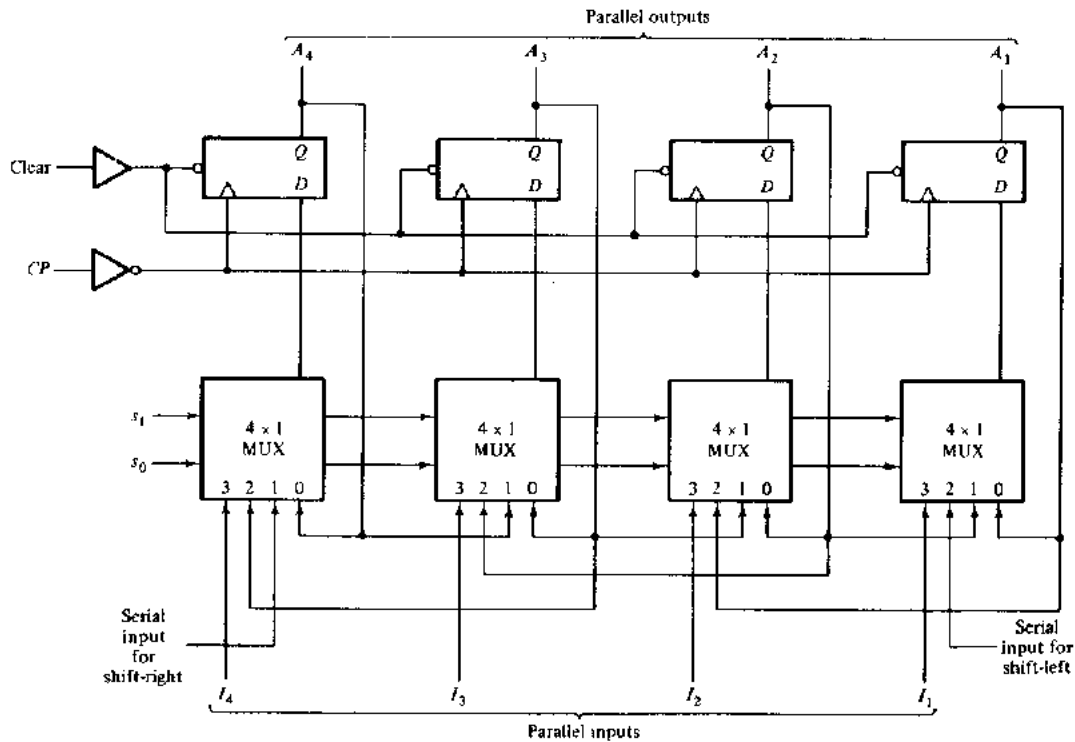 Parallel outputs
A4 A3 A2 A1
Clear
Q Q Q Q
D D D D
CP
s1
s0
4 × 1 MUX
4 × 1 MUX
4 × 1 MUX
4 × 1 MUX
3 2 1 0
3 2 1 0
3 2 1 0
3 2 1 0
Serial
input
for
shift-right
Serial
input for
shift-left
I4 I3 I2 I1
Parallel inputs